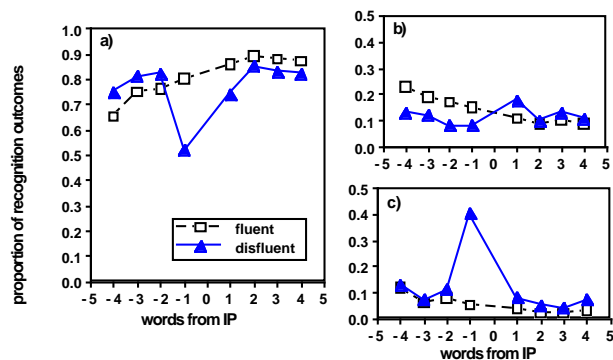 proportion of recognition outcomes
a)
1.0
0.9
0.8
0.7
0.6
0.5
0.4
0.3
0.2
0.1
0.0
fluent
disfluent
-5 -4 -3 -2 -1 0 1 2 3 4 5
words from IP
b)
0.5
0.4
0.3
0.2
0.1
0.0
-5 -4 -3 -2 -1 0 1 2 3 4 5
c)
0.5
0.4
0.3
0.2
0.1
0.0
-5 -4 -3 -2 -1 0 1 2 3 4 5
words from IP